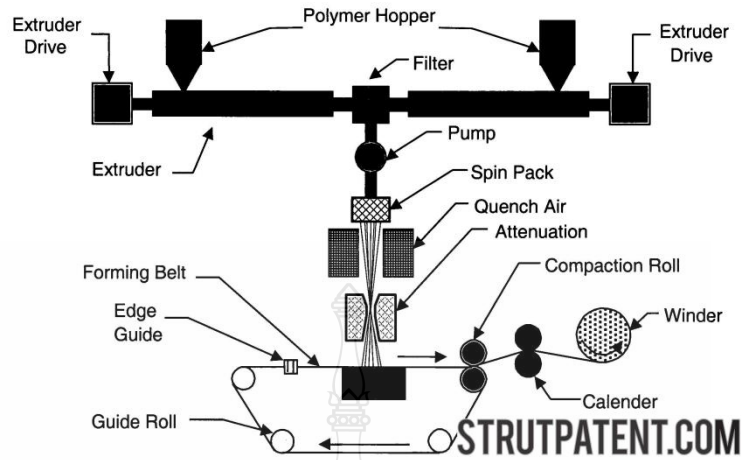 Extruder
Drive
Polymer Hopper
Extruder
Drive
Filter
Pump
Extruder
Spin Pack
Quench Air
Attenuation
Forming Belt
Compaction Roll
Edge
Guide
Winder
Guide Roll
Calender
STRUTPATENT.COM